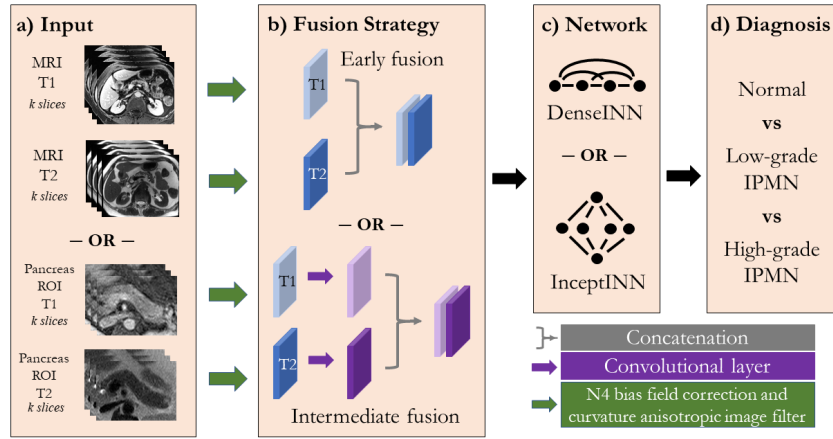 a) Input
MRI
T1
k slices
MRI
T2
k slices
— OR —
Pancreas
ROI
T1
k slices
Pancreas
ROI
T2
k slices
b) Fusion Strategy
Early fusion
T1
T2
— OR —
T1
T2
Intermediate fusion
c) Network
DenseINN
— OR —
InceptINN
d) Diagnosis
Normal
vs
Low-grade
IPMN
vs
High-grade
IPMN
Concatenation
Convolutional layer
N4 bias field correction and
curvature anisotropic image filter